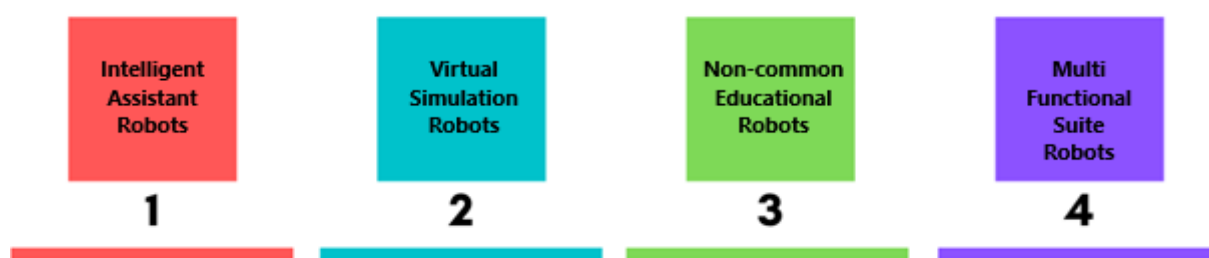 Intelligent
Assistant
Robots
1
Virtual
Simulation
Robots
2
Non-common
Educational
Robots
3
Multi
Functional
Suite
Robots
4